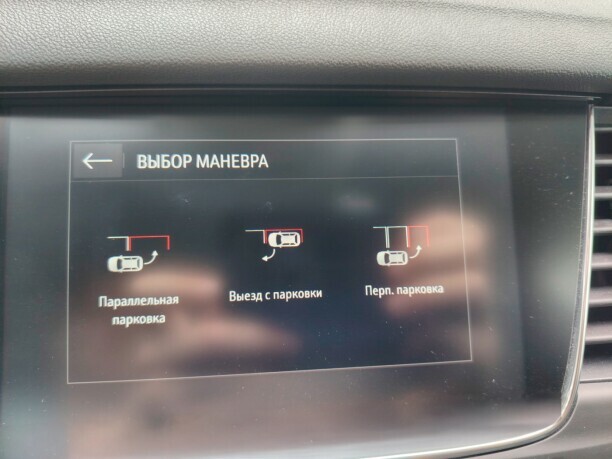 ВЫБОР МАНЕВРА
Параллельная
парковка
Выезд с парковки
Перп. парковка